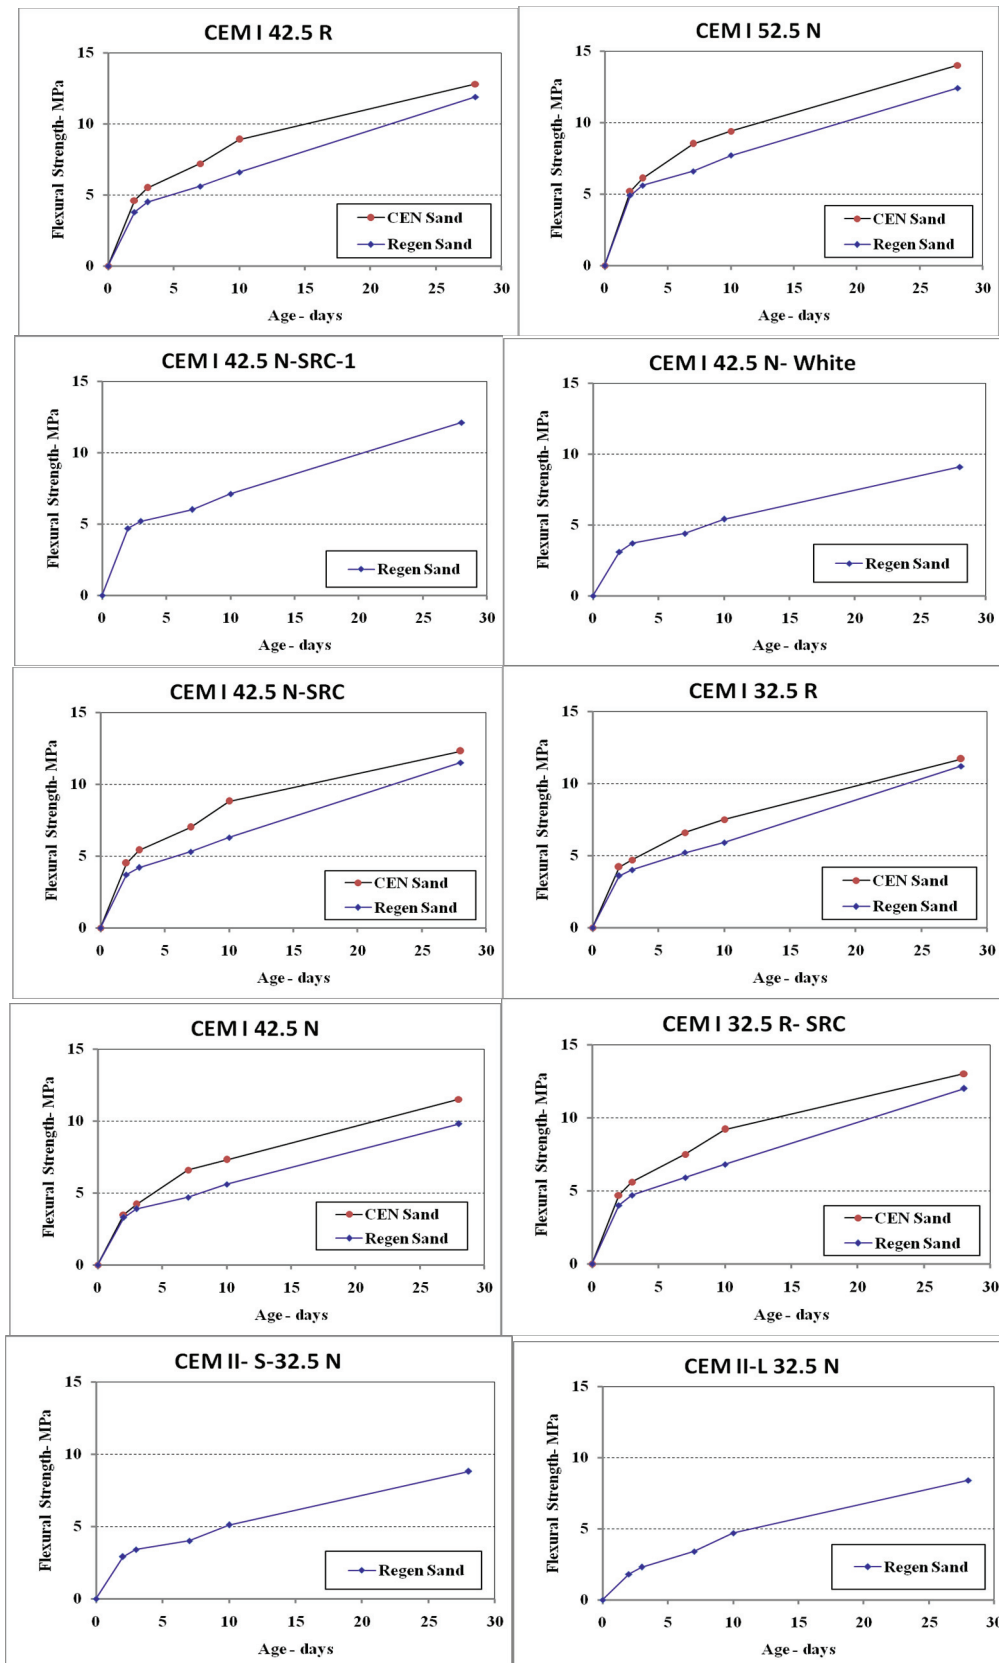 CEM I 42.5 R
Flexural Strength- MPa
15
10
5
0
CEN Sand
Regen Sand
0 5 10 15 20 25 30
Age - days
CEM I 52.5 N
Flexural Strength- MPa
15
10
5
0
CEN Sand
Regen Sand
0 5 10 15 20 25 30
Age - days
CEM I 42.5 N-SRC-1
Flexural Strength- MPa
15
10
5
0
Regen Sand
0 5 10 15 20 25 30
Age - days
CEM I 42.5 N- White
Flexural Strength- MPa
15
10
5
0
Regen Sand
0 5 10 15 20 25 30
Age - days
CEM I 42.5 N-SRC
Flexural Strength- MPa
15
10
5
0
CEN Sand
Regen Sand
0 5 10 15 20 25 30
Age - days
CEM I 32.5 R
Flexural Strength- MPa
15
10
5
0
CEN Sand
Regen Sand
0 5 10 15 20 25 30
Age - days
CEM I 42.5 N
Flexural Strength- MPa
15
10
5
0
CEN Sand
Regen Sand
0 5 10 15 20 25 30
Age - days
CEM I 32.5 R- SRC
Flexural Strength- MPa
15
10
5
0
CEN Sand
Regen Sand
0 5 10 15 20 25 30
Age - days
CEM II- S-32.5 N
Flexural Strength- MPa
15
10
5
0
Regen Sand
0 5 10 15 20 25 30
Age - days
CEM II-L 32.5 N
Flexural Strength- MPa
15
10
5
0
Regen Sand
0 5 10 15 20 25 30
Age - days